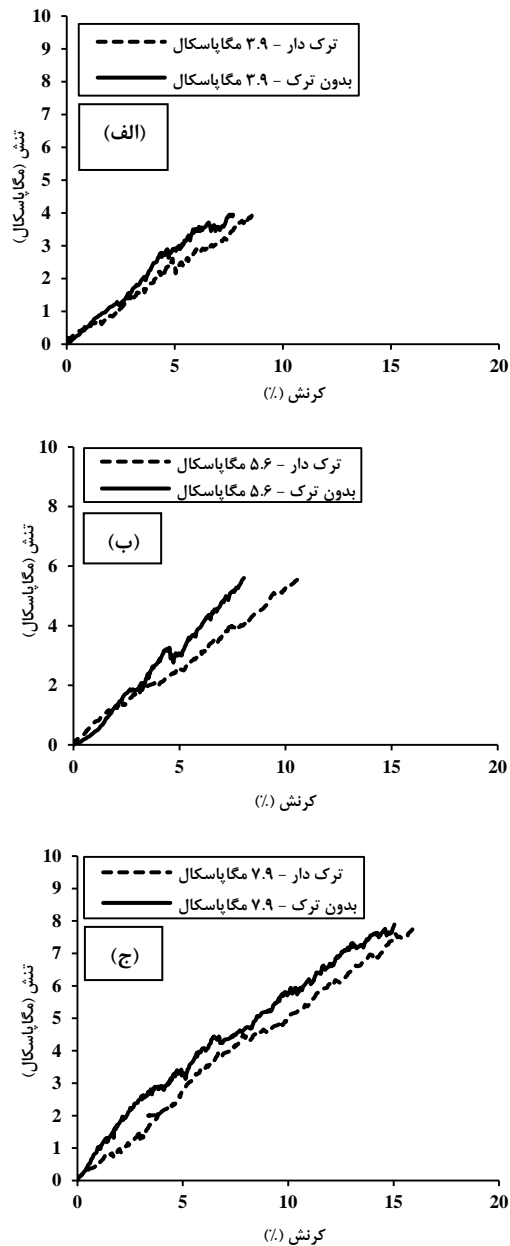 ترک دار - ۳.۹ مگاپاسکال
بدون ترک - ۳.۹ مگاپاسکال
(الف)
تنش (مگاپاسکال)
10
9
8
7
6
5
4
3
2
1
0
0 5 10 15 20
کرنش (٪)
ترک دار - ۵.۶ مگاپاسکال
بدون ترک - ۵.۶ مگاپاسکال
(ب)
تنش (مگاپاسکال)
10
8
6
4
2
0
0 5 10 15 20
کرنش (٪)
ترک دار - ۷.۹ مگاپاسکال
بدون ترک - ۷.۹ مگاپاسکال
(ج)
تنش (مگاپاسکال)
10
9
8
7
6
5
4
3
2
1
0
0 5 10 15 20
کرنش (٪)